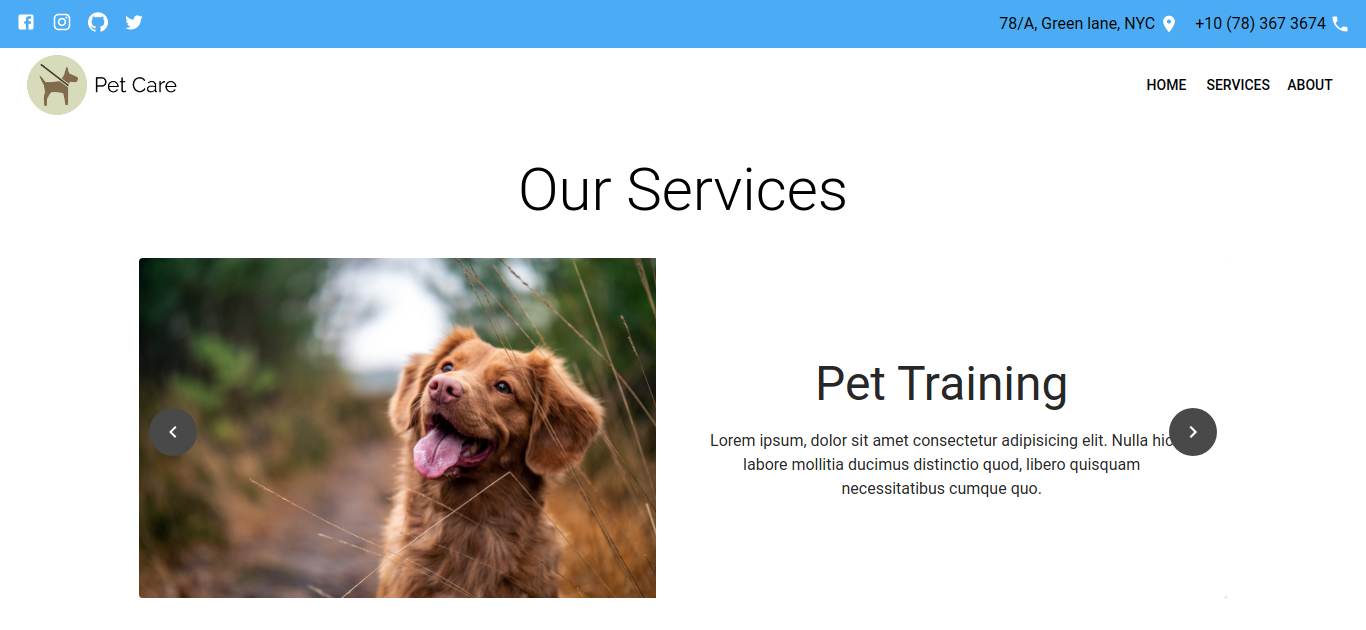 78/A, Green lane, NYC
+10 (78) 367 3674
Pet Care
HOME
SERVICES
ABOUT
Our Services
Pet Training
Lorem ipsum, dolor sit amet consectetur adipisicing elit. Nulla hic
labore mollitia ducimus distinctio quod, libero quisquam
necessitatibus cumque quo.